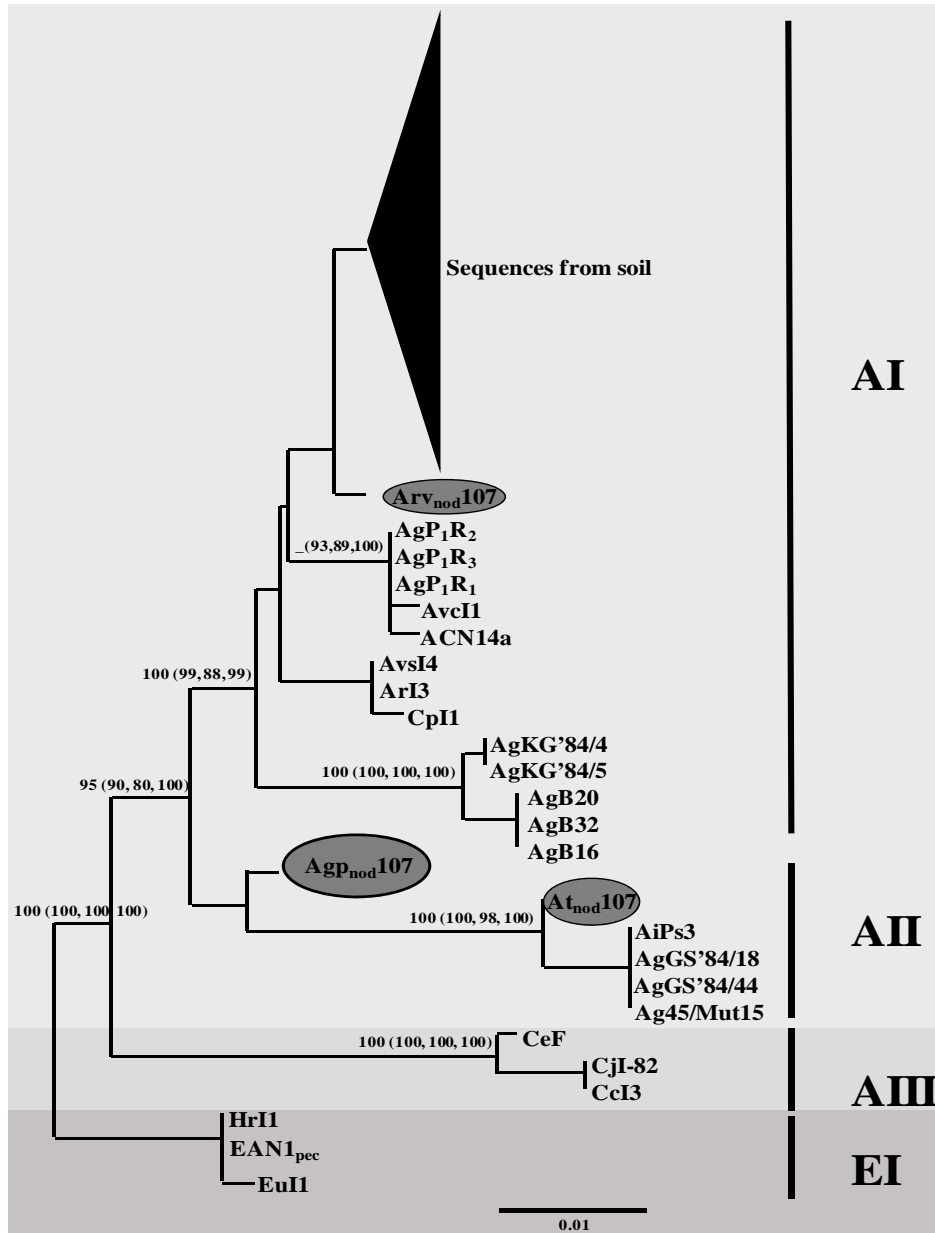 Sequences from soil
AI
Arvnod107
AgP1R2
_(93,89,100)
AgP1R3
AgP1R1
AvcI1
ACN14a
AvsI4
100 (99,88,99)
ArI3
CpI1
AgKG’84/4
100 (100, 100, 100)
AgKG’84/5
95 (90, 80, 100)
AgB20
AgB32
AgB16
Agpnod107
Atnod107
100 (100, 100, 100)
100 (100, 98, 100)
AiPs3
AII
AgGS’84/18
AgGS’84/44
Ag45/Mut15
CeF
100 (100, 100, 100)
CjI-82
CcI3
AIII
HrI1
EAN1pec
EI
EuI1
0.01